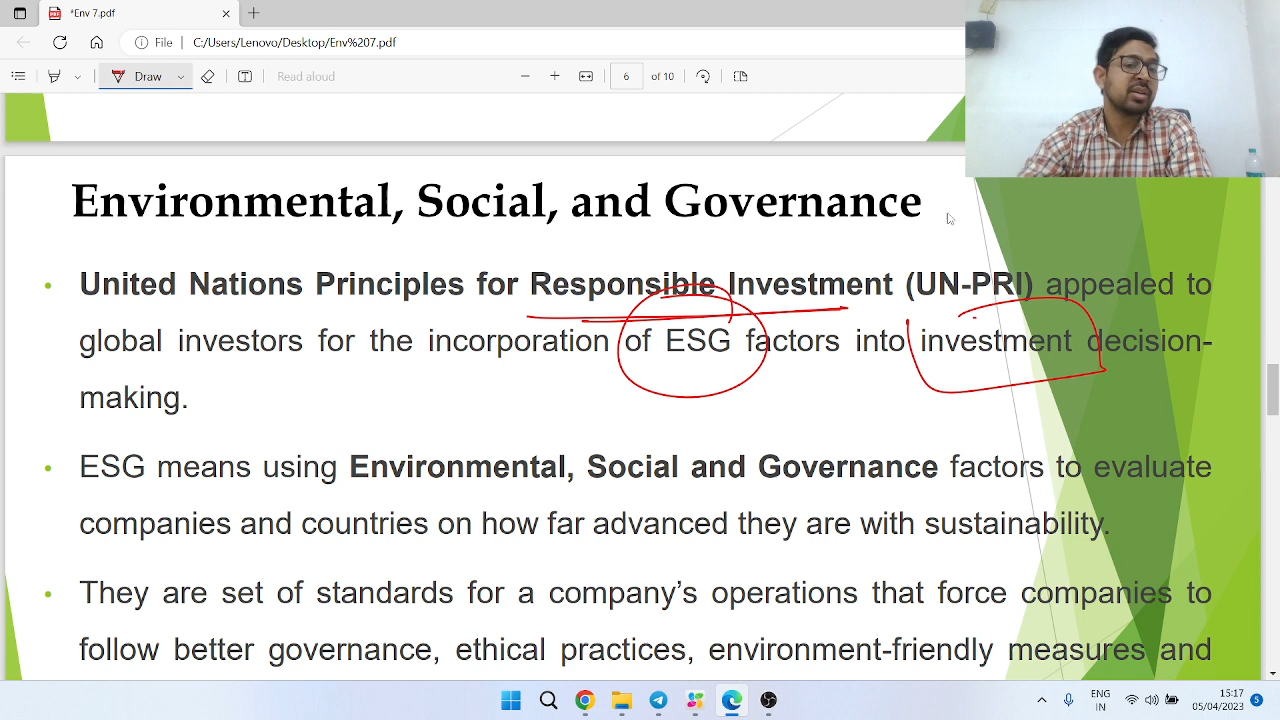 *Env 7.pdf
File | C:/Users/Lenovo/Desktop/Env%207.pdf
Draw Read aloud 6 of 10
Environmental, Social, and Governance
• United Nations Principles for Responsible Investment (UN-PRI) appealed to
global investors for the incorporation of ESG factors into investment decision-
making.
• ESG means using Environmental, Social and Governance factors to evaluate
companies and countries on how far advanced they are with sustainability.
• They are set of standards for a company’s operations that force companies to
follow better governance, ethical practices, environment-friendly measures and
ENG
IN
15:17
05/04/2023
5